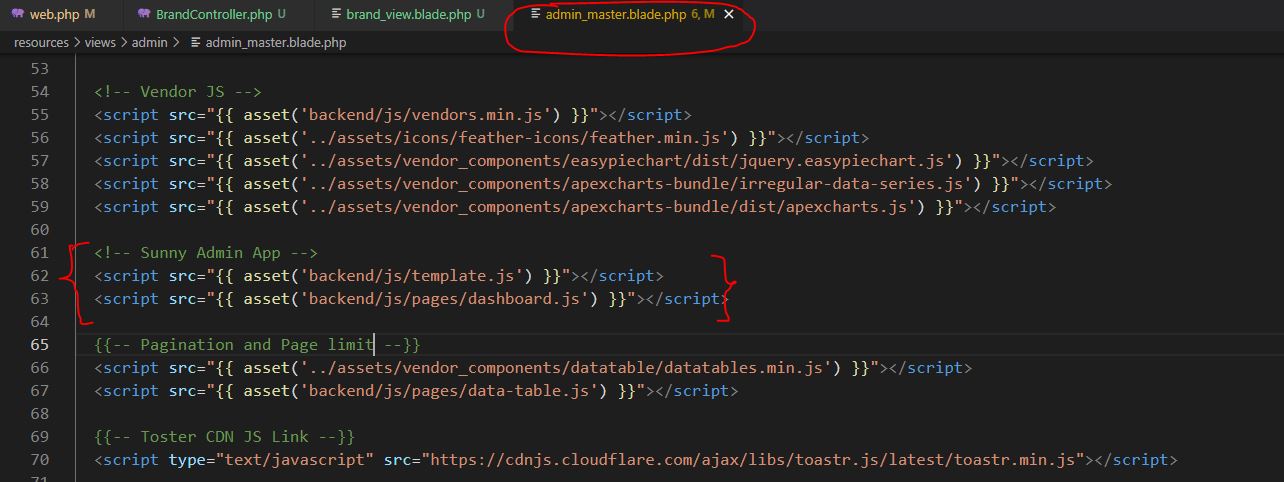 web.php M BrandController.php U brand_view.blade.php U admin_master.blade.php 6, M ×
resources > views > admin > admin_master.blade.php
53
54 <!-- Vendor JS -->
55 <script src="{{ asset('backend/js/vendors.min.js') }}"></script>
56 <script src="{{ asset('../assets/icons/feather-icons/feather.min.js') }}"></script>
57 <script src="{{ asset('../assets/vendor_components/easypiechart/dist/jquery.easypiechart.js') }}"></script>
58 <script src="{{ asset('../assets/vendor_components/apexcharts-bundle/irregular-data-series.js') }}"></script>
59 <script src="{{ asset('../assets/vendor_components/apexcharts-bundle/dist/apexcharts.js') }}"></script>
60
61 <!-- Sunny Admin App -->
62 <script src="{{ asset('backend/js/template.js') }}"></script>
63 <script src="{{ asset('backend/js/pages/dashboard.js') }}"></script>
64
65 {{-- Pagination and Page limit --}}
66 <script src="{{ asset('../assets/vendor_components/datatable/datatables.min.js') }}"></script>
67 <script src="{{ asset('backend/js/pages/data-table.js') }}"></script>
68
69 {{-- Toster CDN JS Link --}}
70 <script type="text/javascript" src="https://cdnjs.cloudflare.com/ajax/libs/toastr.js/latest/toastr.min.js"></script>
71